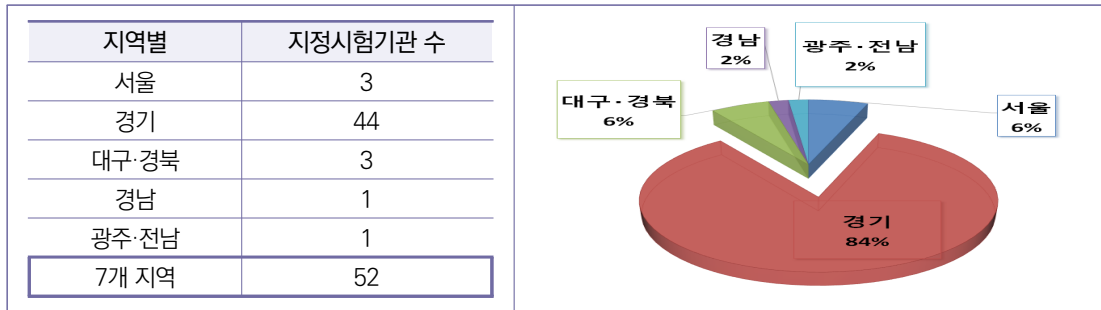 지역별 지정시험기관 수
서울 3
경기 44
대구·경북 3
경남 1
광주·전남 1
7개 지역 52
경남
2%
광주·전남
2%
대구·경북
6%
서울
6%
경기
84%